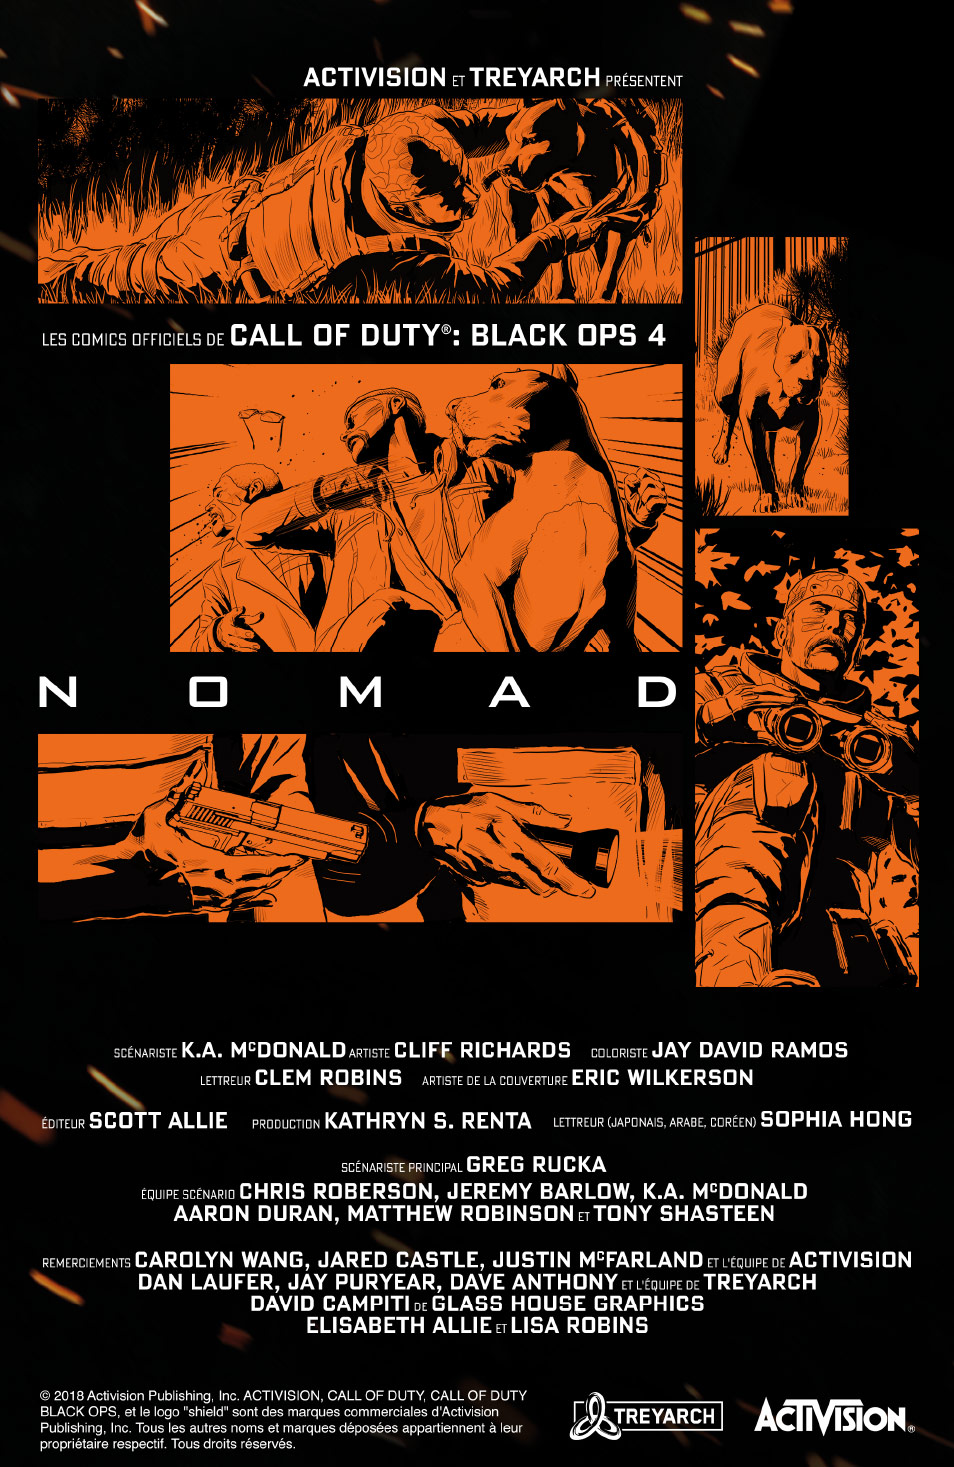 ACTIVISION ET TREYARCH PRÉSENTENT
LES COMICS OFFICIELS DE CALL OF DUTY®: BLACK OPS 4
NOMAD
SCÉNARISTE K.A. McDONALD ARTISTE CLIFF RICHARDS COLORISTE JAY DAVID RAMOS
LETTREUR CLEM ROBINS ARTISTE DE LA COUVERTURE ERIC WILKERSON
ÉDITEUR SCOTT ALLIE PRODUCTION KATHRYN S. RENTA LETTREUR (JAPONAIS, ARABE, CORÉEN) SOPHIA HONG
SCÉNARISTE PRINCIPAL GREG RUCKA
ÉQUIPE SCÉNARIO CHRIS ROBERSON, JEREMY BARLOW, K.A. McDONALD
AARON DURAN, MATTHEW ROBINSON ET TONY SHASTEEN
REMERCIEMENTS CAROLYN WANG, JARED CASTLE, JUSTIN McFARLAND ET L'ÉQUIPE DE ACTIVISION
DAN LAUFER, JAY PURYEAR, DAVE ANTHONY ET L'ÉQUIPE DE TREYARCH
DAVID CAMPITI DE GLASS HOUSE GRAPHICS
ELISABETH ALLIE ET LISA ROBINS
© 2018 Activision Publishing, Inc. ACTIVISION, CALL OF DUTY, CALL OF DUTY
BLACK OPS, et le logo "shield" sont des marques commerciales d'Activision
Publishing, Inc. Tous les autres noms et marques déposées appartiennent à leur
propriétaire respectif. Tous droits réservés.
TREYARCH
ACTIVISION®